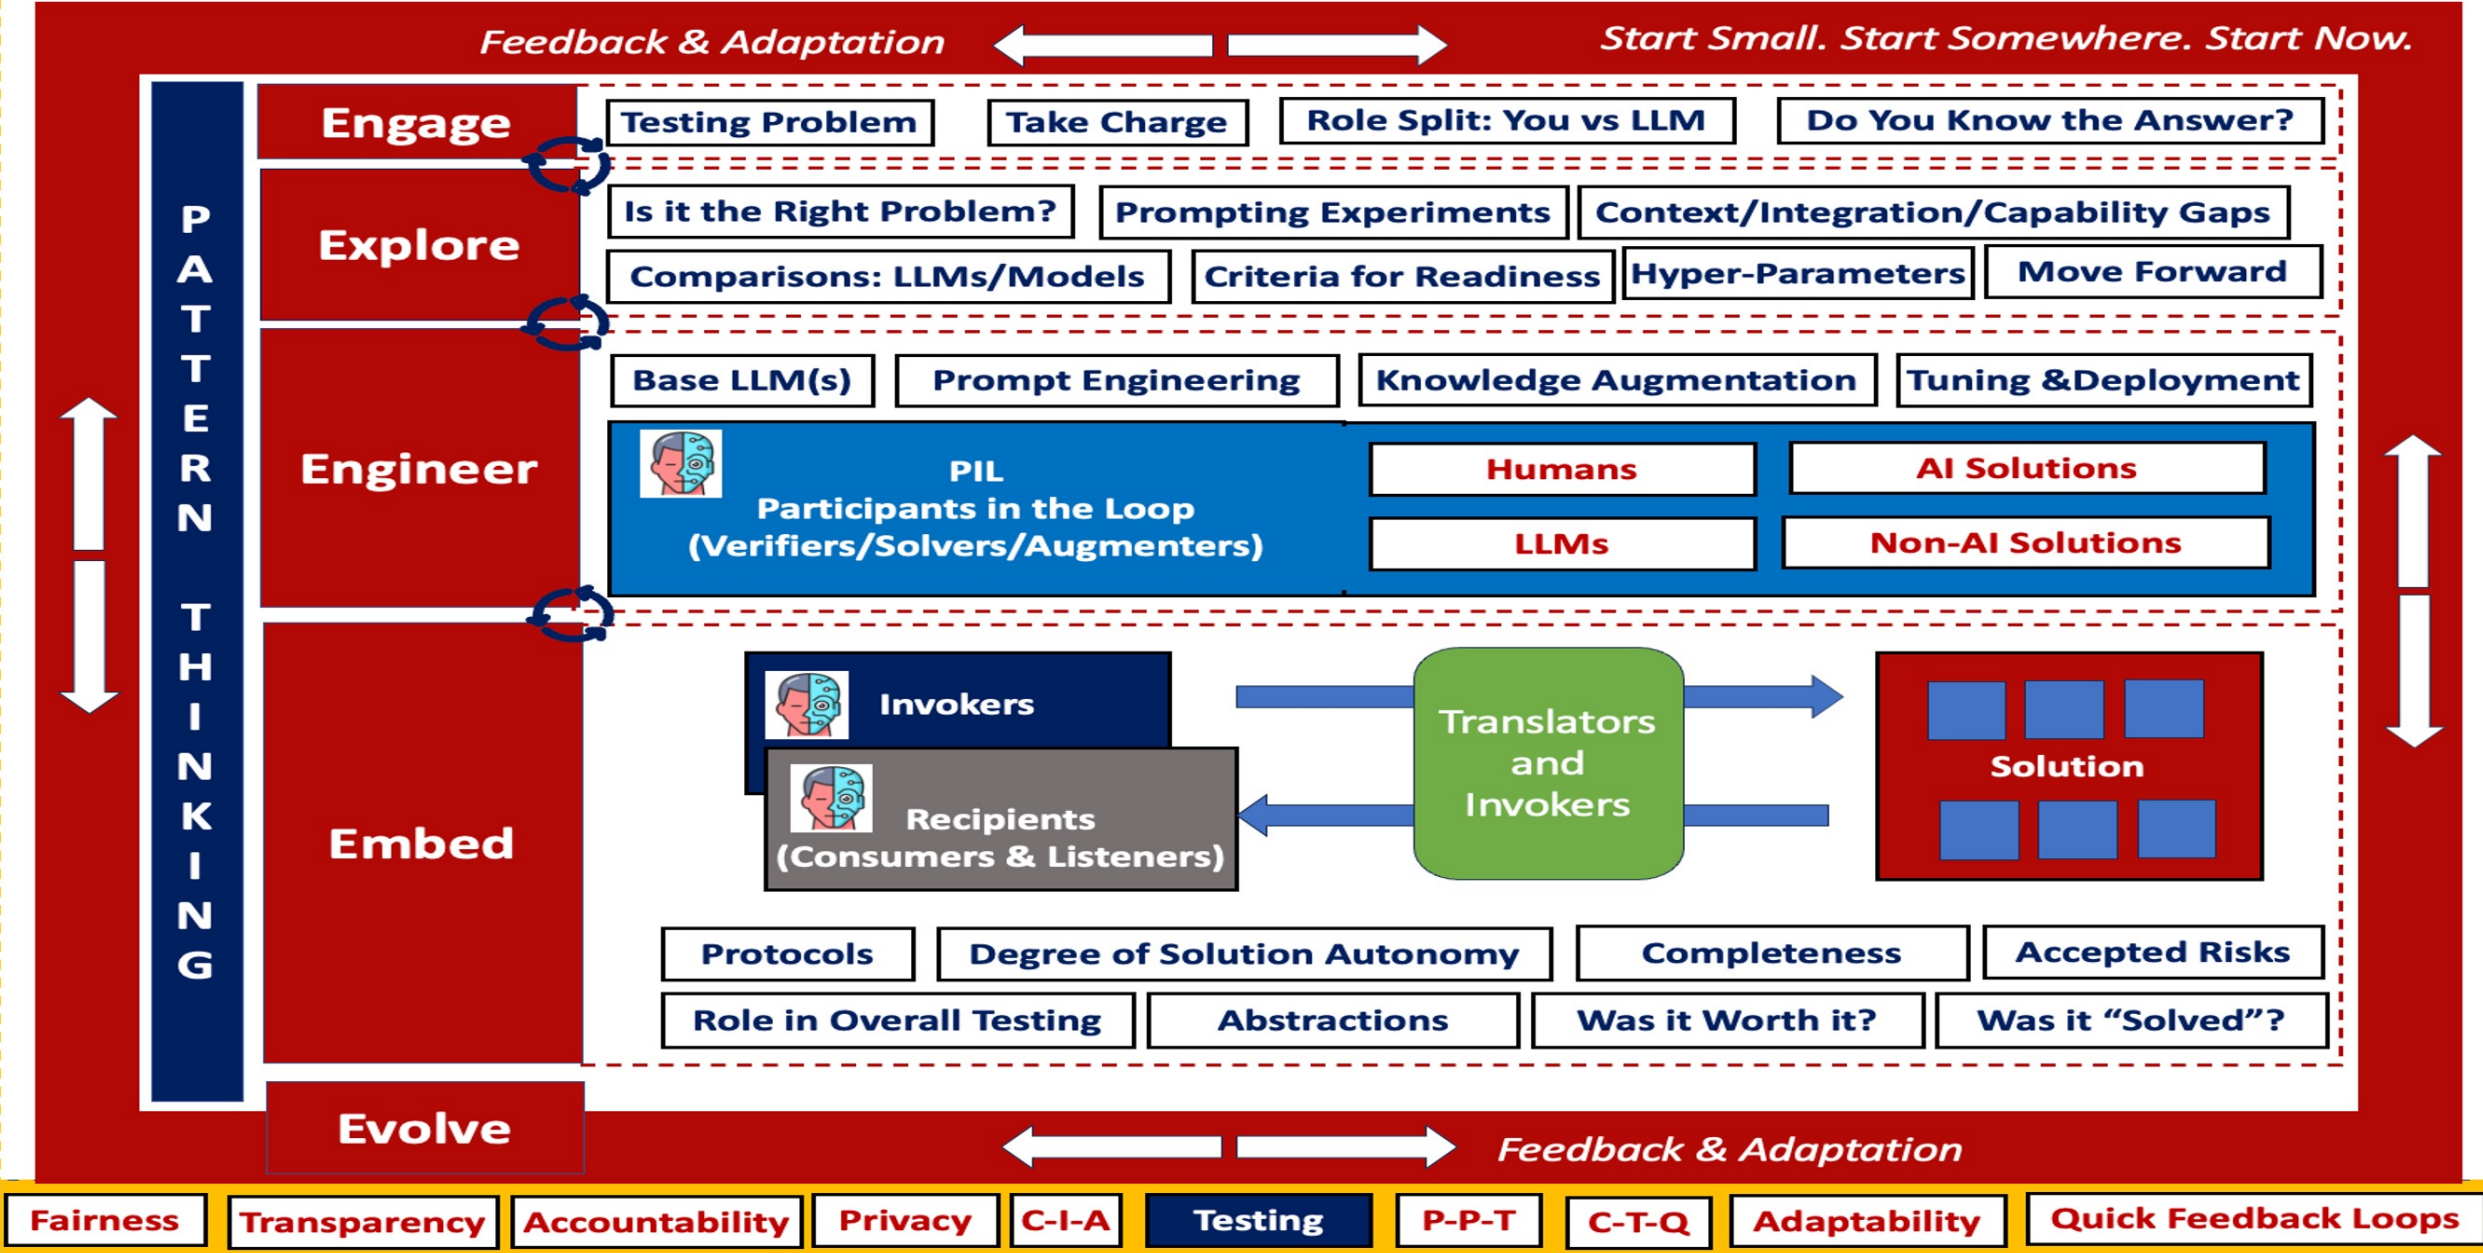 Feedback & Adaptation
Start Small. Start Somewhere. Start Now.
PATTERN THINKING
Engage
Testing Problem
Take Charge
Role Split: You vs LLM
Do You Know the Answer?
Explore
Is it the Right Problem?
Prompting Experiments
Context/Integration/Capability Gaps
Comparisons: LLMs/Models
Criteria for Readiness
Hyper-Parameters
Move Forward
Engineer
Base LLM(s)
Prompt Engineering
Knowledge Augmentation
Tuning &Deployment
PIL
Participants in the Loop
(Verifiers/Solvers/Augmenters)
Humans
AI Solutions
LLMs
Non-AI Solutions
Embed
Invokers
Recipients
(Consumers & Listeners)
Translators
and
Invokers
Solution
Protocols
Degree of Solution Autonomy
Completeness
Accepted Risks
Role in Overall Testing
Abstractions
Was it Worth it?
Was it “Solved”?
Evolve
Feedback & Adaptation
Fairness
Transparency
Accountability
Privacy
C-I-A
Testing
P-P-T
C-T-Q
Adaptability
Quick Feedback Loops